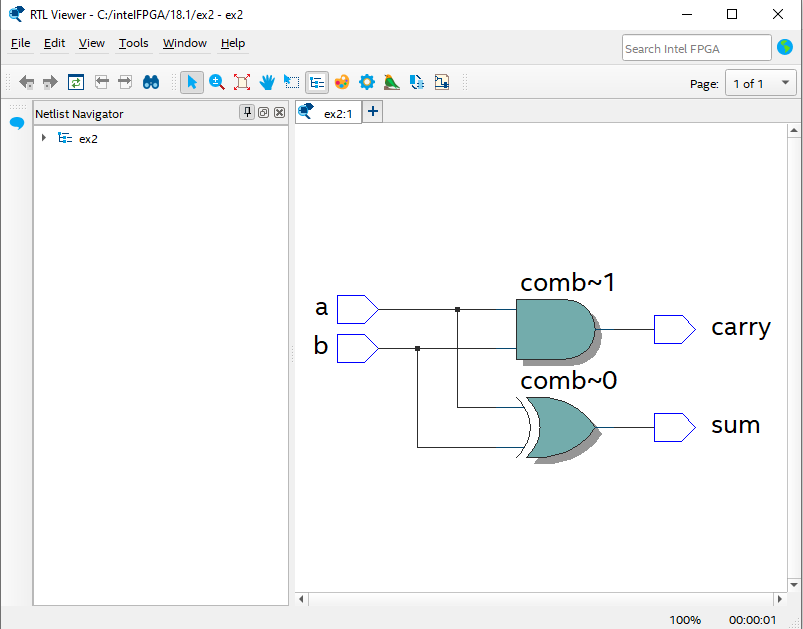 RTL Viewer - C:/intelFPGA/18.1/ex2 - ex2
File Edit View Tools Window Help
Search Intel FPGA
Page: 1 of 1
Netlist Navigator
ex2:1
ex2
comb~1
a
carry
b
comb~0
sum
100% 00:00:01